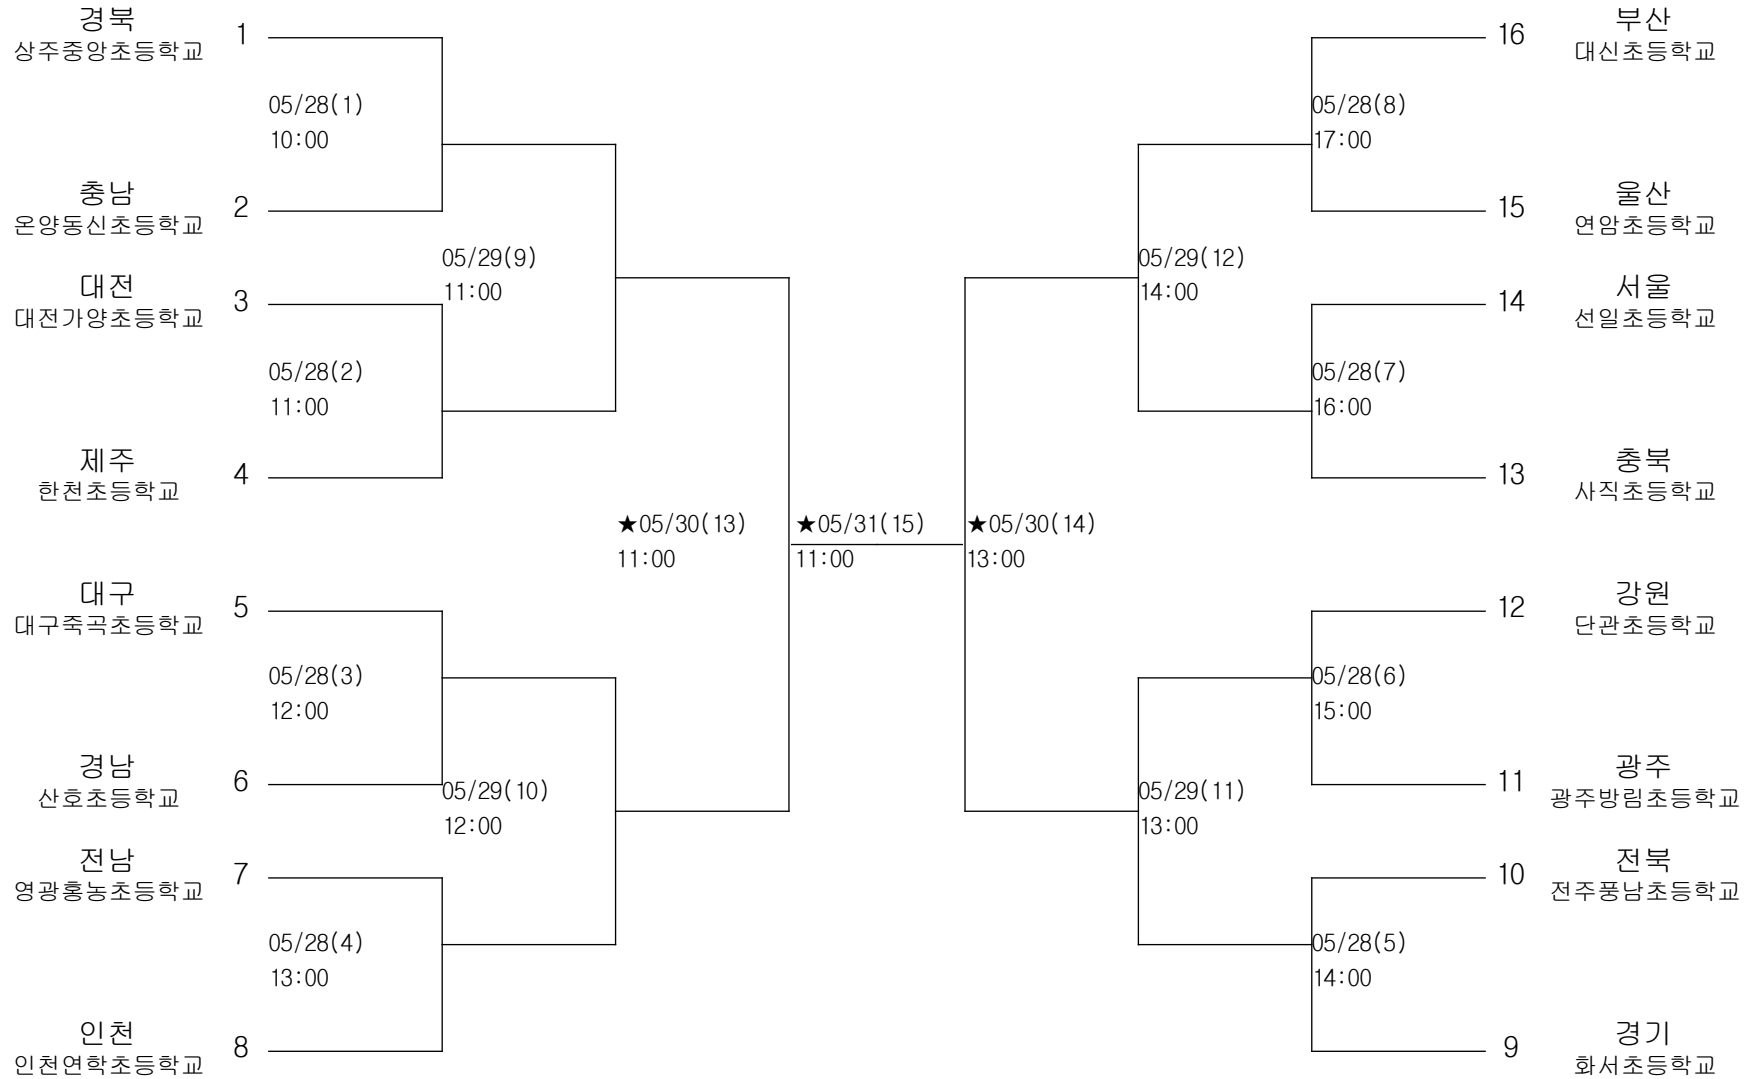 경북
상주중앙초등학교
1
05/28(1)
10:00
충남
온양동신초등학교
2
05/29(9)
11:00
대전
대전가양초등학교
3
05/28(2)
11:00
제주
한천초등학교
4
★05/30(13)
11:00
대구
대구죽곡초등학교
5
05/28(3)
12:00
경남
산호초등학교
6
05/29(10)
12:00
전남
영광홍농초등학교
7
05/28(4)
13:00
인천
인천연학초등학교
8
★05/31(15)
11:00
16
부산
대신초등학교
05/28(8)
17:00
15
울산
연암초등학교
05/29(12)
14:00
14
서울
선일초등학교
05/28(7)
16:00
13
충북
사직초등학교
★05/30(14)
13:00
12
강원
단관초등학교
05/28(6)
15:00
11
광주
광주방림초등학교
05/29(11)
13:00
10
전북
전주풍남초등학교
05/28(5)
14:00
9
경기
화서초등학교